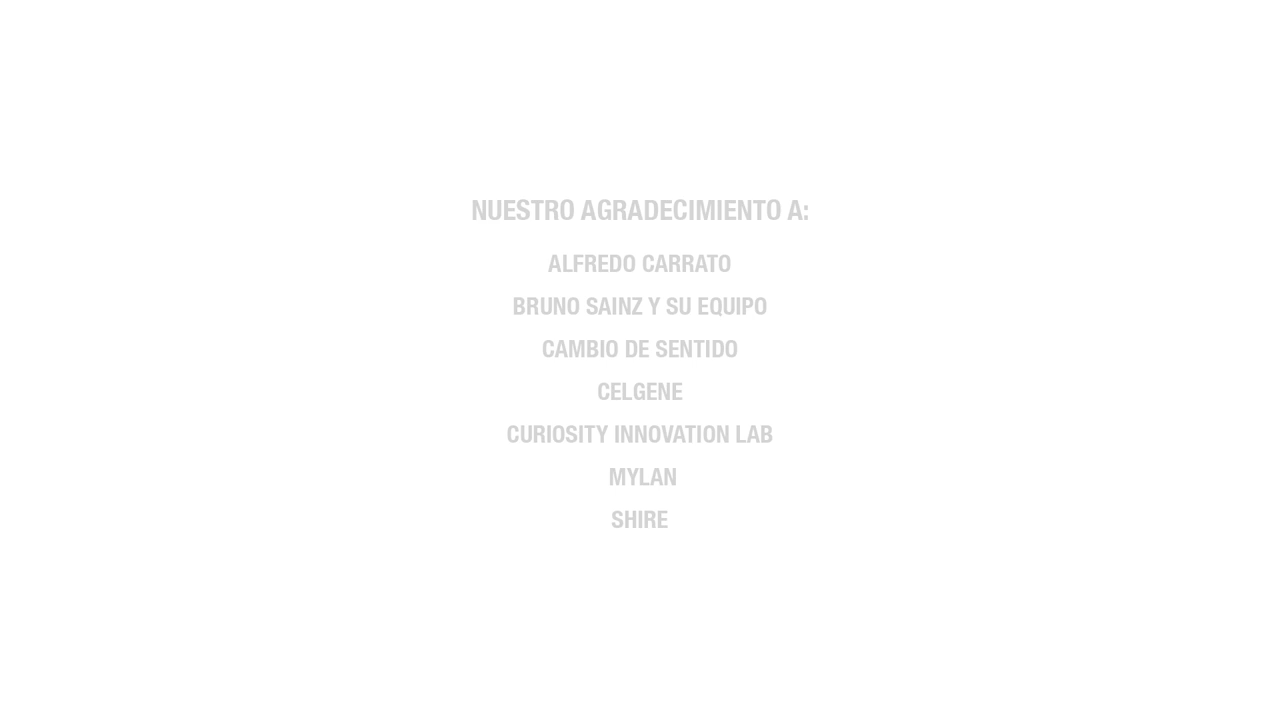 NUESTRO AGRADECIMIENTO A:
ALFREDO CARRATO
BRUNO SAINZ Y SU EQUIPO
CAMBIO DE SENTIDO
CELGENE
CURIOSITY INNOVATION LAB
MYLAN
SHIRE